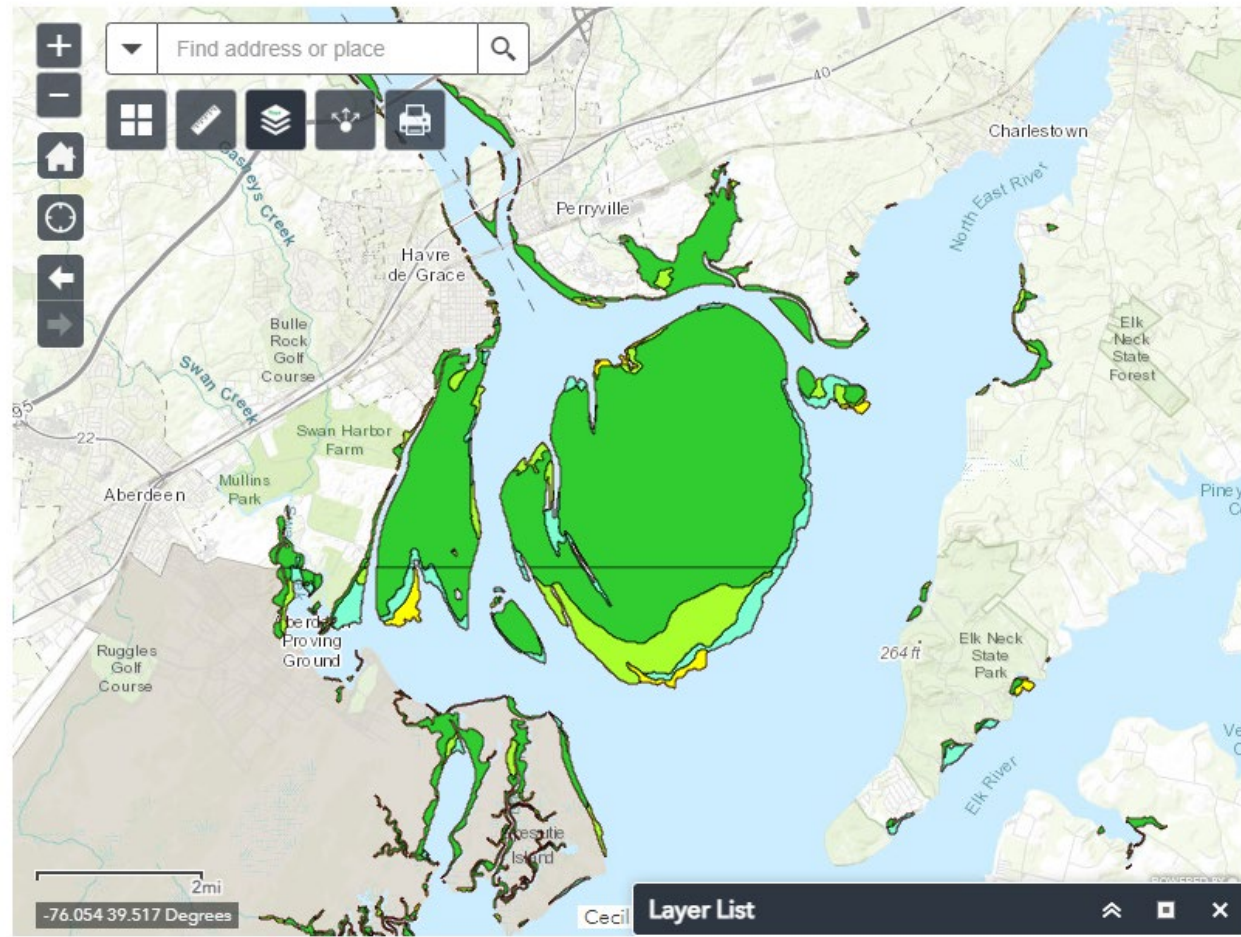 Find address or place
40
Charlestown
Gasheys Creek
North East River
Perryville
Havre
de Grace
Bulle
Rock
Golf
Course
Elk
Neck
State
Forest
Swan Creek
95
22
Swan Harbor
Farm
Mullins
Park
Aberdeen
Piney
Proving
Ground
Ruggles
Golf
Course
264 ft
Elk Neck
State
Park
Elk River
Island
2mi
-76.054 39.517 Degrees
Cecil
Layer List